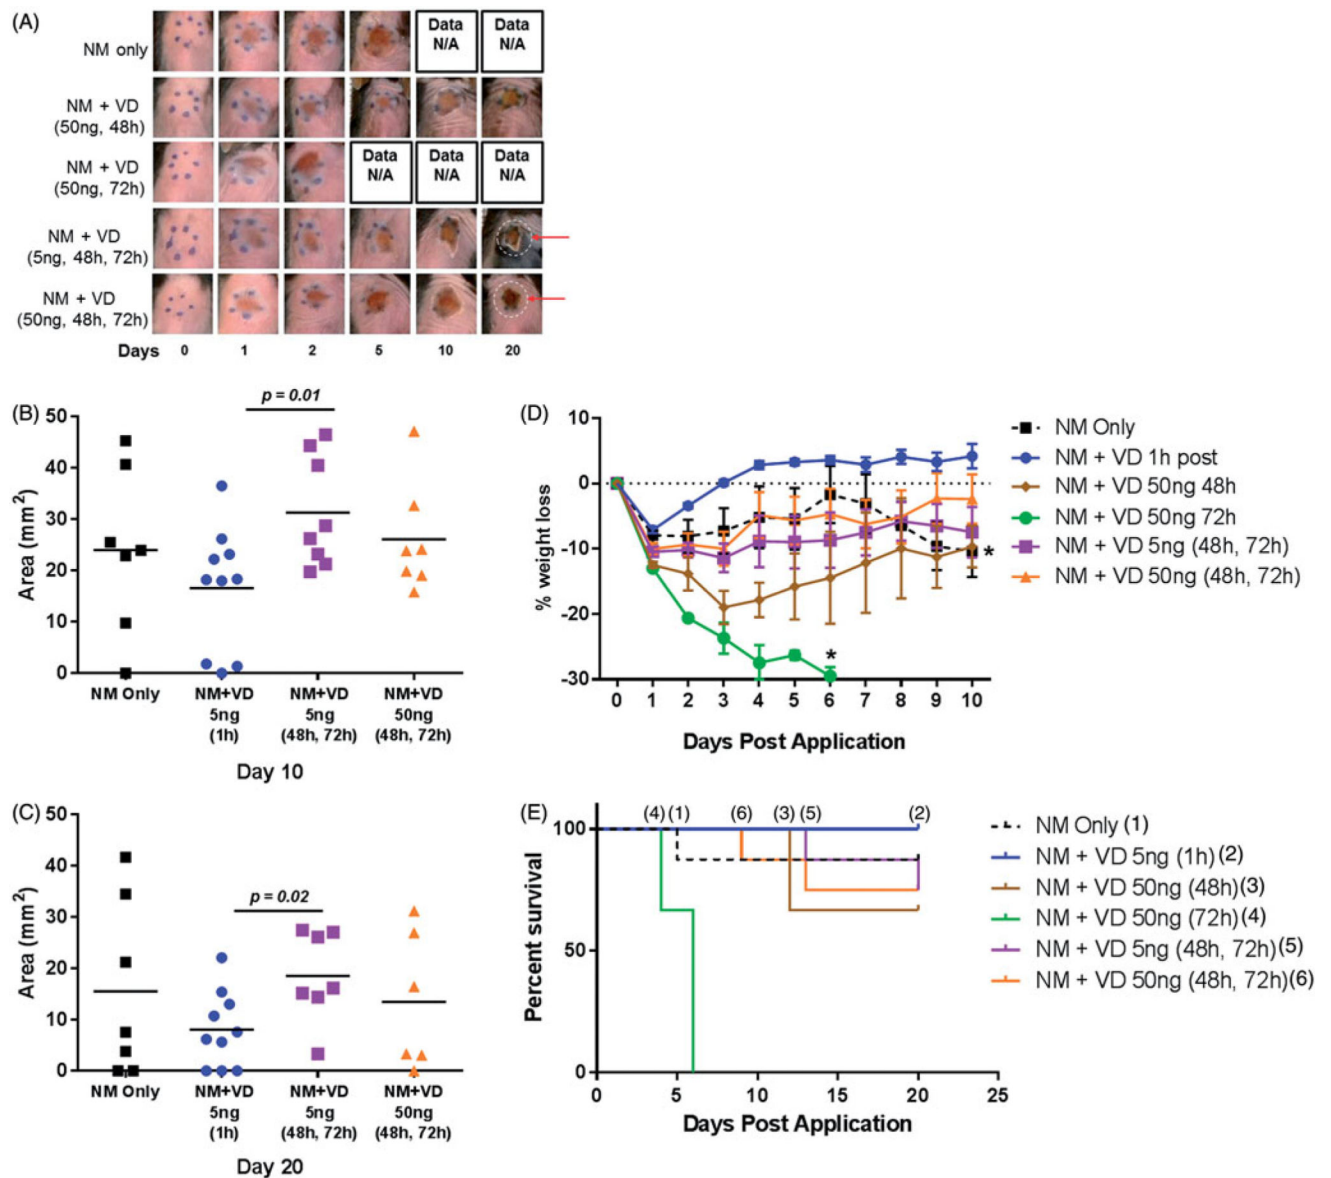 (A)
NM only
Data
N/A
Data
N/A
NM + VD
(50ng, 48h)
NM + VD
(50ng, 72h)
Data
N/A
Data
N/A
Data
N/A
NM + VD
(5ng, 48h, 72h)
NM + VD
(50ng, 48h, 72h)
Days 0 1 2 5 10 20
(B)
p = 0.01
Area (mm²)
50
40
30
20
10
0
NM Only
NM+VD
5ng
(1h)
NM+VD
5ng
(48h, 72h)
NM+VD
50ng
(48h, 72h)
Day 10
(D)
% weight loss
10
0
-10
-20
-30
*
*
0 1 2 3 4 5 6 7 8 9 10
Days Post Application
NM Only
NM + VD 1h post
NM + VD 50ng 48h
NM + VD 50ng 72h
NM + VD 5ng (48h, 72h)
NM + VD 50ng (48h, 72h)
(C)
p = 0.02
Area (mm²)
50
40
30
20
10
0
NM Only
NM+VD
5ng
(1h)
NM+VD
5ng
(48h, 72h)
NM+VD
50ng
(48h, 72h)
Day 20
(E)
(4) (1) (6) (3) (5) (2)
Percent survival
100
50
0
0 5 10 15 20 25
Days Post Application
NM Only (1)
NM + VD 5ng (1h) (2)
NM + VD 50ng (48h) (3)
NM + VD 50ng (72h) (4)
NM + VD 5ng (48h, 72h) (5)
NM + VD 50ng (48h, 72h) (6)